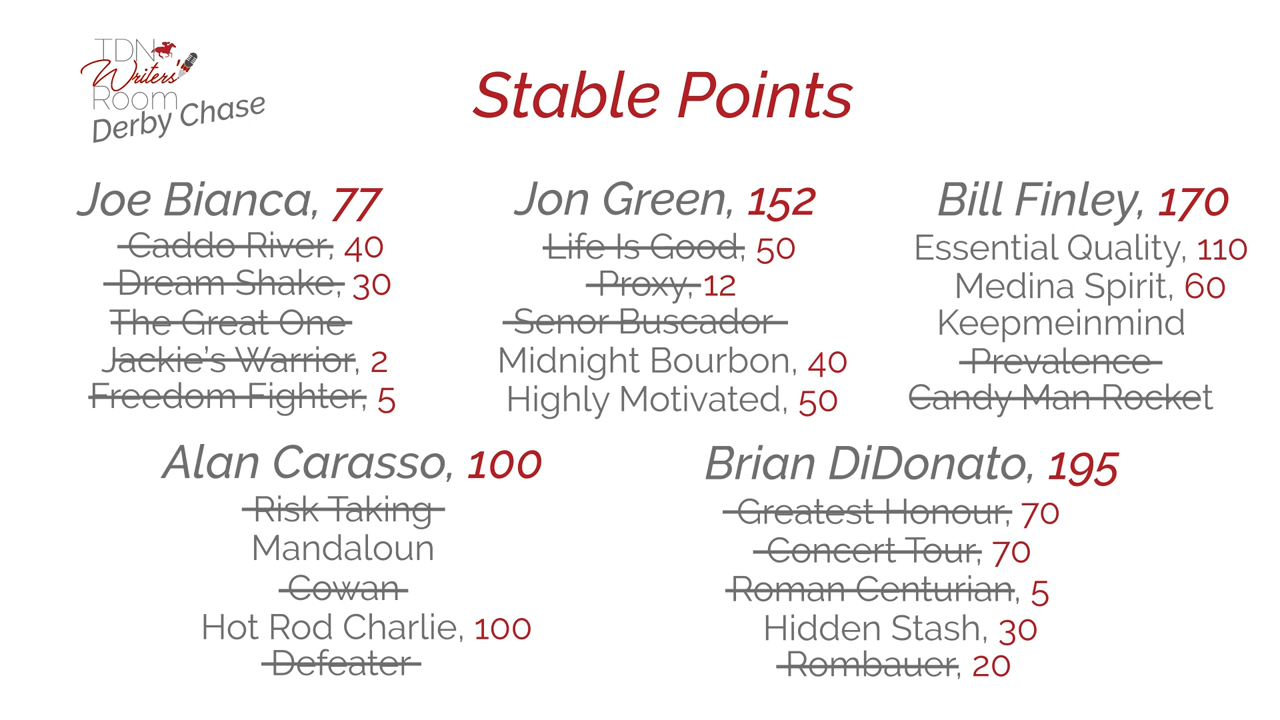 TDN
Writers'
Room
Derby Chase
Stable Points
Joe Bianca, 77
Caddo River, 40
Dream Shake, 30
The Great One
Jackie's Warrior, 2
Freedom Fighter, 5
Jon Green, 152
Life Is Good, 50
Proxy, 12
Senor Buscador
Midnight Bourbon, 40
Highly Motivated, 50
Bill Finley, 170
Essential Quality, 110
Medina Spirit, 60
Keepmeinmind
Prevalence
Candy Man Rocket
Alan Carasso, 100
Risk Taking
Mandaloun
Cowan
Hot Rod Charlie, 100
Defeater
Brian DiDonato, 195
Greatest Honour, 70
Concert Tour, 70
Roman Centurian, 5
Hidden Stash, 30
Rombauer, 20